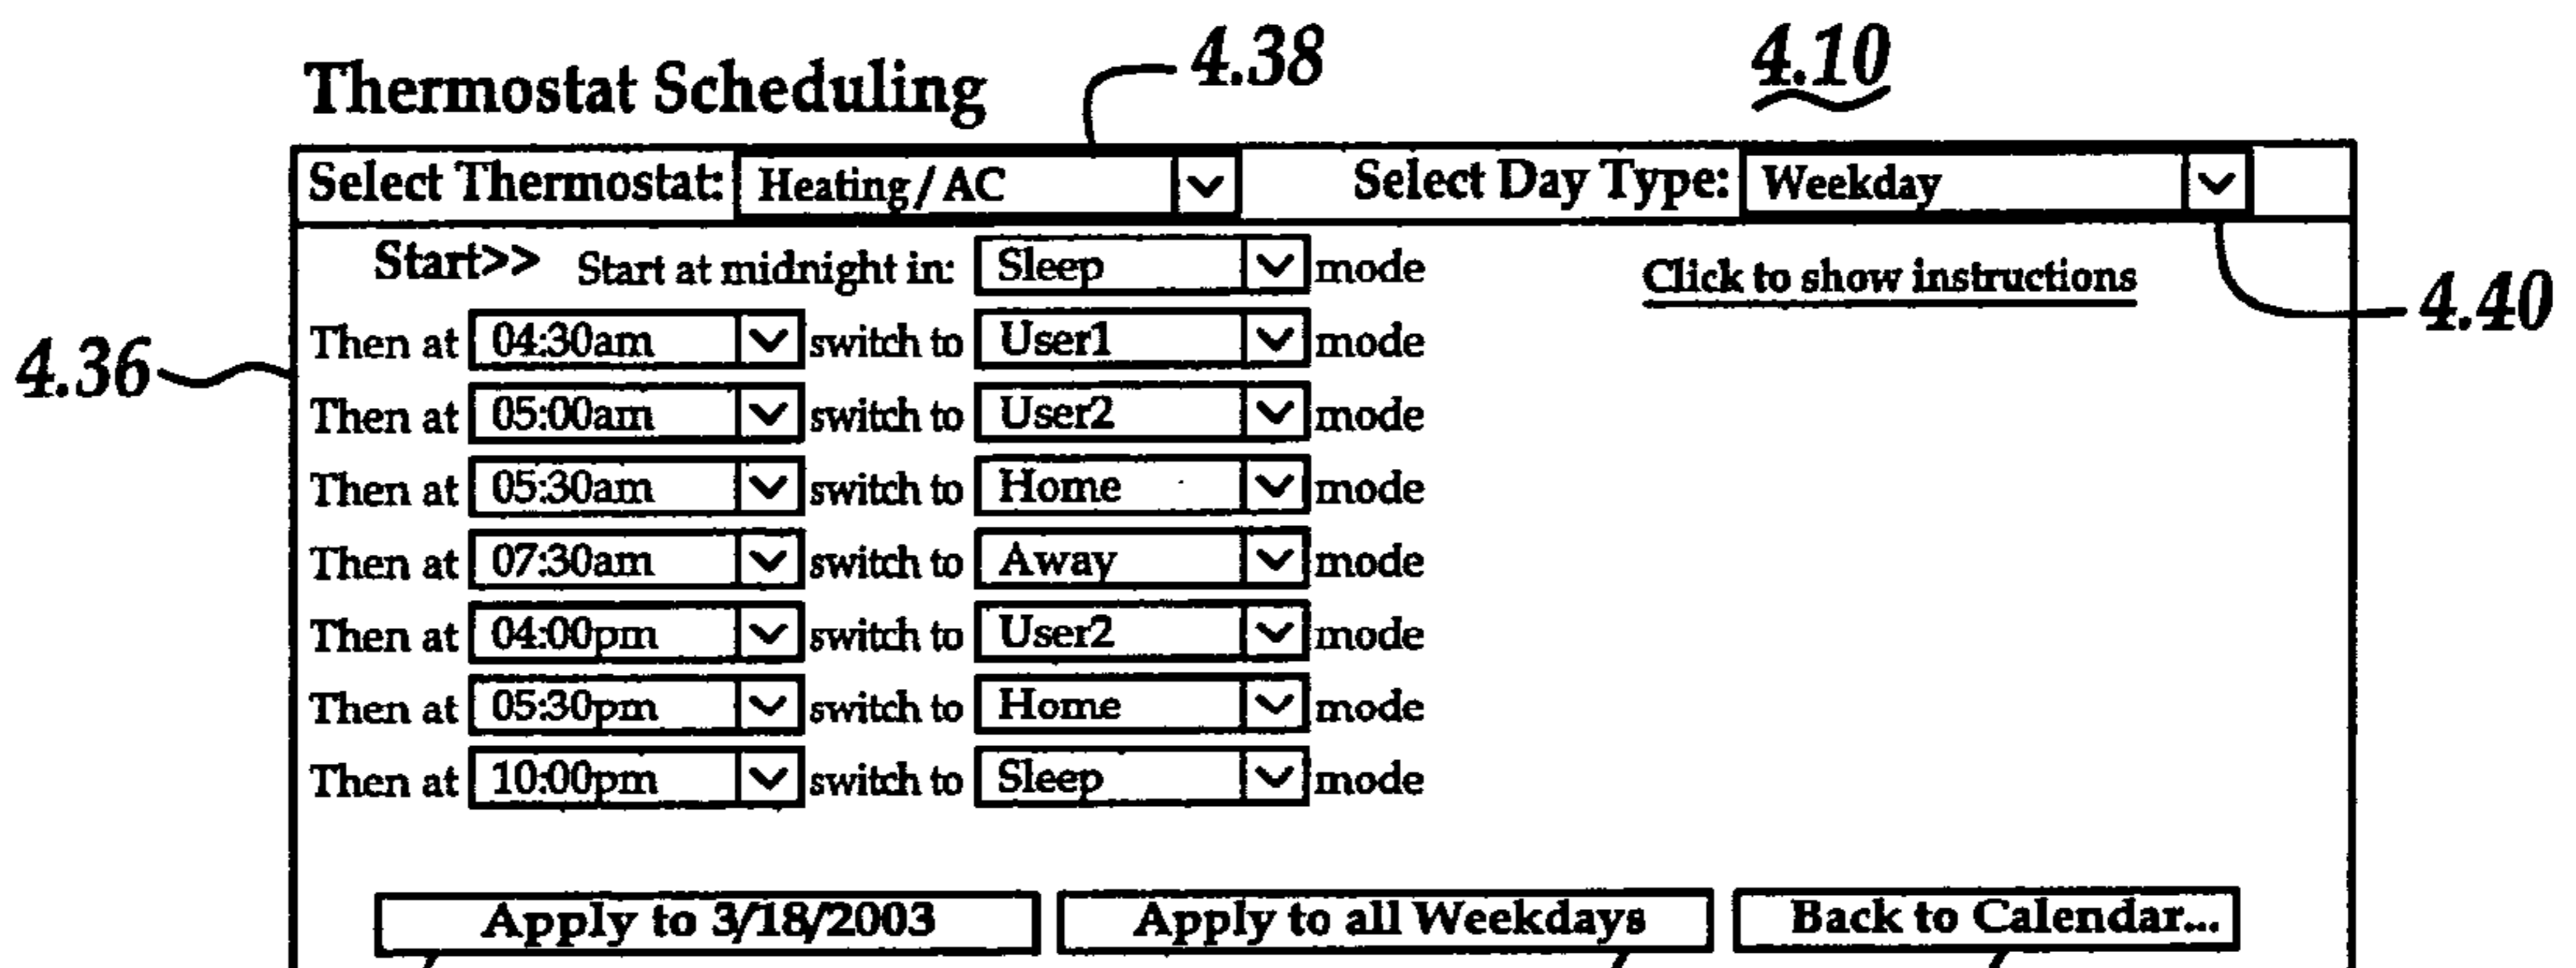 4.38 4.10
Thermostat Scheduling
Select Thermostat: Heating/AC Select Day Type: Weekday
Start>> Start at midnight in: Sleep mode Click to show instructions
4.40
Then at 04:30am switch to User1 mode
4.36
Then at 05:00am switch to User2 mode
Then at 05:30am switch to Home mode
Then at 07:30am switch to Away mode
Then at 04:00pm switch to User2 mode
Then at 05:30pm switch to Home mode
Then at 10:00pm switch to Sleep mode
Apply to 3/18/2003 Apply to all Weekdays Back to Calendar...